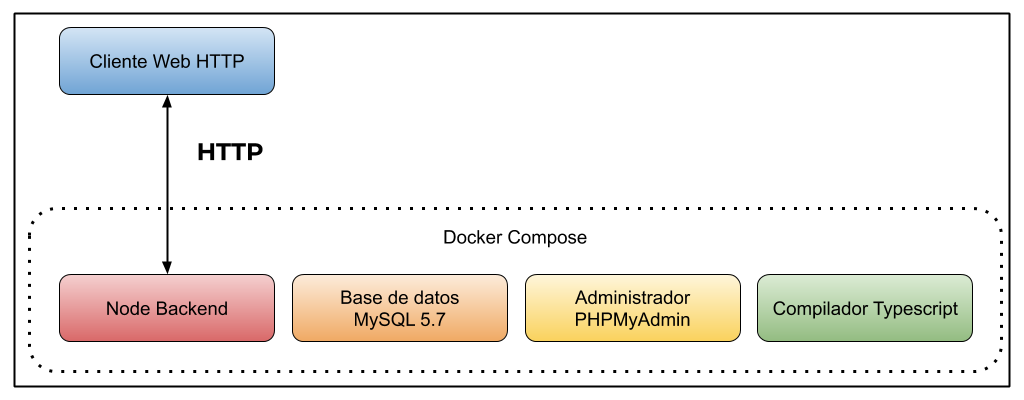 Cliente Web HTTP
HTTP
Docker Compose
Node Backend
Base de datos
MySQL 5.7
Administrador
PHPMyAdmin
Compilador Typescript